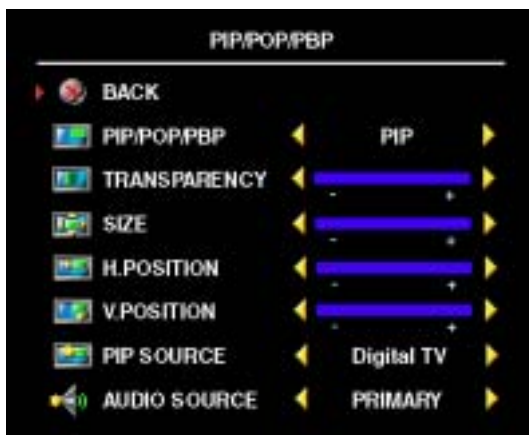 PIP/POP/PBP
BACK
PIP/POP/PBP PIP
TRANSPARENCY
- +
SIZE
- +
H.POSITION
- +
V.POSITION
- +
PIP SOURCE Digital TV
AUDIO SOURCE PRIMARY